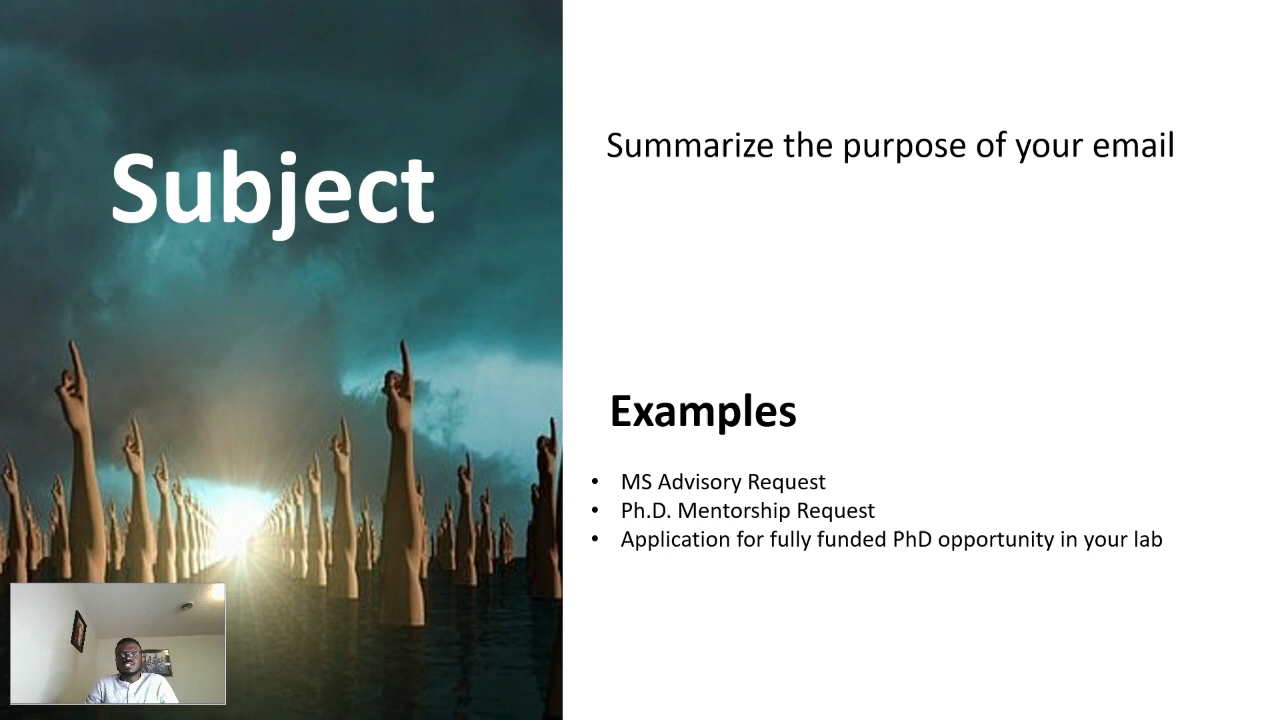 Subject
Summarize the purpose of your email
Examples
• MS Advisory Request
• Ph.D. Mentorship Request
• Application for fully funded PhD opportunity in your lab